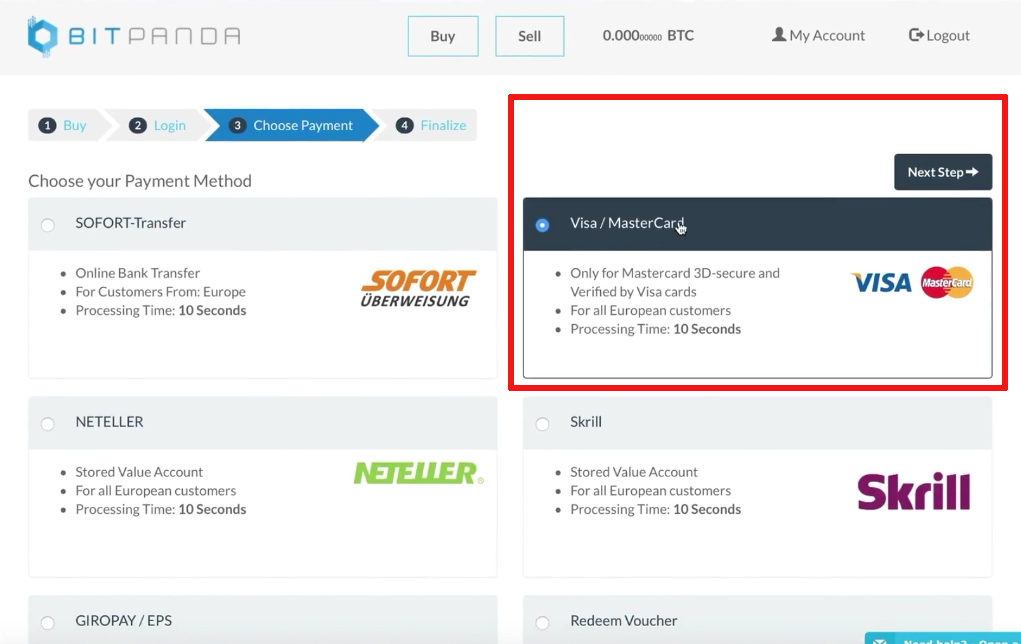 BITPANDA
Buy
Sell
0.00000000 BTC
My Account
Logout
1 Buy
2 Login
3 Choose Payment
4 Finalize
Next Step
Choose your Payment Method
SOFORT-Transfer
Online Bank Transfer
For Customers From: Europe
Processing Time: 10 Seconds
SOFORT
ÜBERWEISUNG
Visa / MasterCard
Only for Mastercard 3D-secure and
Verified by Visa cards
For all European customers
Processing Time: 10 Seconds
VISA
MasterCard
NETELLER
Stored Value Account
For all European customers
Processing Time: 10 Seconds
NETELLER®
Skrill
Stored Value Account
For all European customers
Processing Time: 10 Seconds
Skrill
GIROPAY / EPS
Redeem Voucher
Need help?